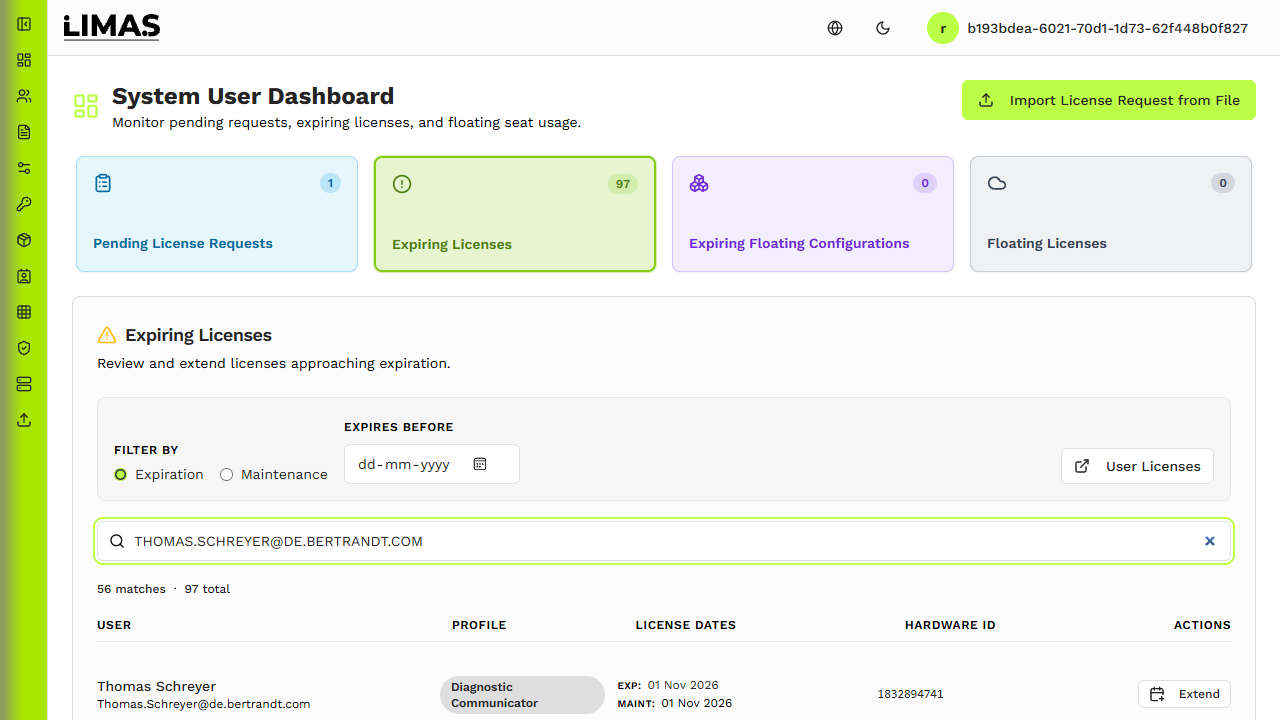 LIMAS
r
b193bdea-6021-70d1-1d73-62f448b0f827
System User Dashboard
Monitor pending requests, expiring licenses, and floating seat usage.
Import License Request from File
1
Pending License Requests
97
Expiring Licenses
0
Expiring Floating Configurations
0
Floating Licenses
Expiring Licenses
Review and extend licenses approaching expiration.
FILTER BY
Expiration
Maintenance
EXPIRES BEFORE
dd-mm-yyyy
User Licenses
THOMAS.SCHREYER@DE.BERTRANDT.COM
56 matches · 97 total
USER PROFILE LICENSE DATES HARDWARE ID ACTIONS
Thomas Schreyer
Thomas.Schreyer@de.bertrandt.com
Diagnostic
Communicator
EXP: 01 Nov 2026
MAINT: 01 Nov 2026
1832894741
Extend